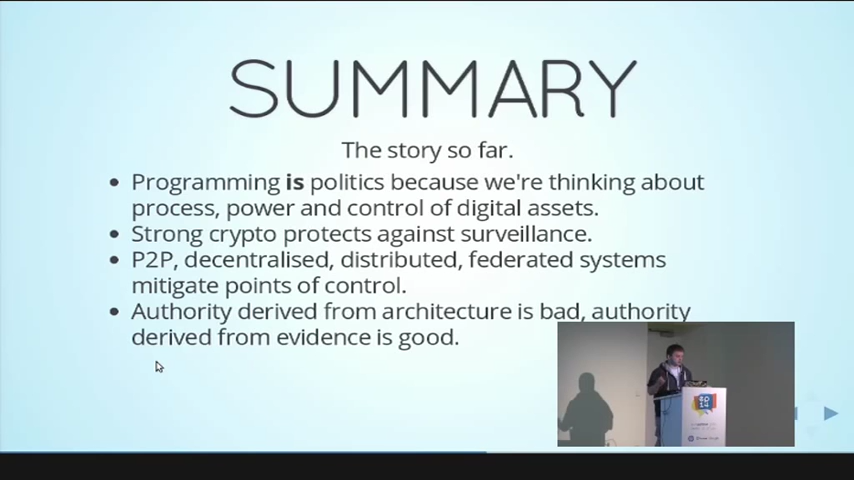 SUMMARY
The story so far.
Programming is politics because we're thinking about
process, power and control of digital assets.
Strong crypto protects against surveillance.
P2P, decentralised, distributed, federated systems
mitigate points of control.
Authority derived from architecture is bad, authority
derived from evidence is good.